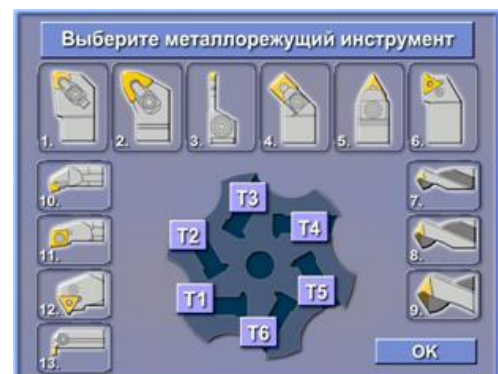 Выберите металлорежущий инструмент
1. 2. 3. 4. 5. 6.
10. T3 7.
T2 T4
11. 8.
12. T1 T5 9.
T6
13. OK